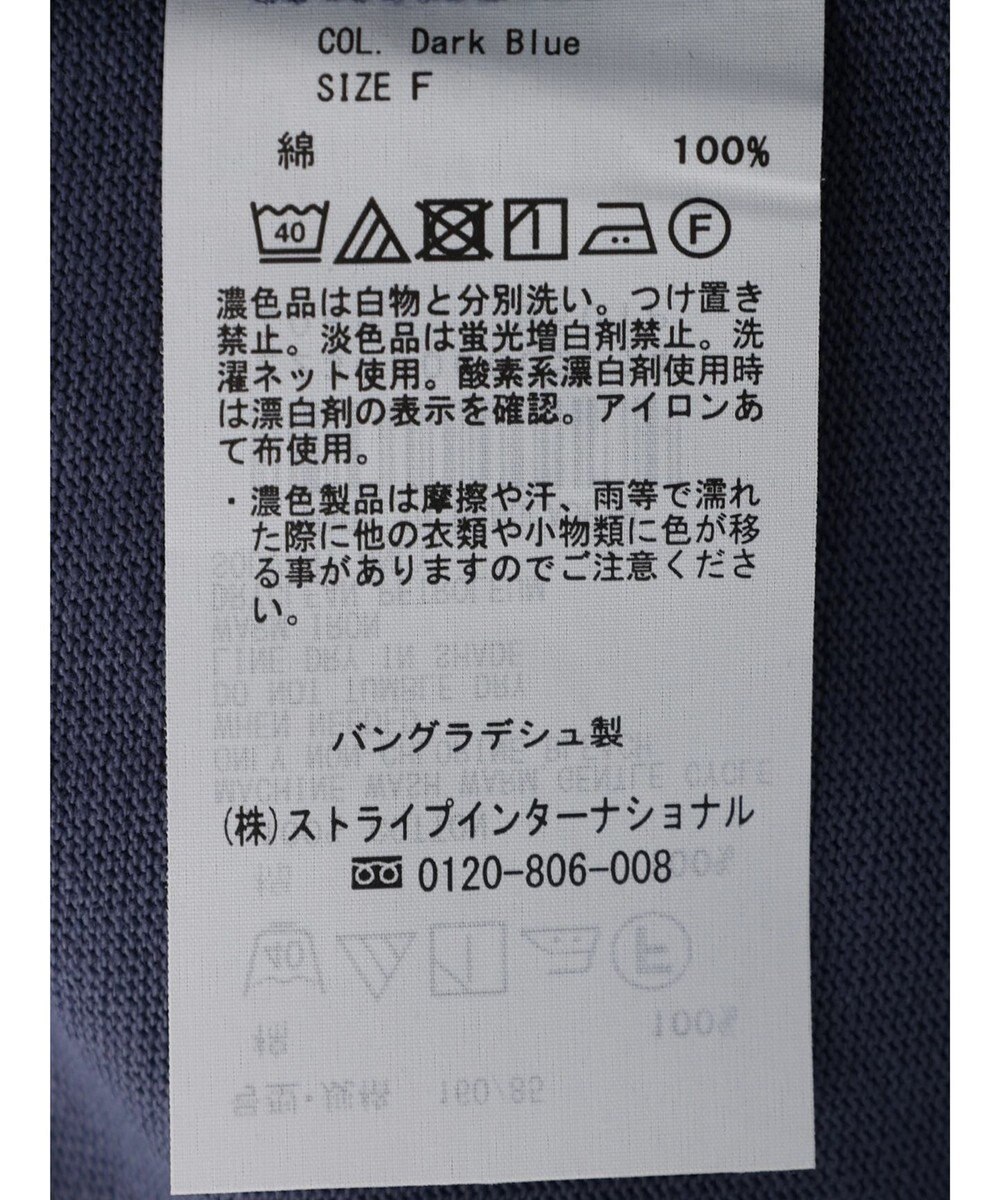 COL. Dark Blue
SIZE F
綿 100%
40 F
濃色品は白物と分別洗い。つけ置き
禁止。淡色品は蛍光増白剤禁止。洗
濯ネット使用。酸素系漂白剤使用時
は漂白剤の表示を確認。アイロンあ
て布使用。
・濃色製品は摩擦や汗、雨等で濡れ
た際に他の衣類や小物類に色が移
る事がありますのでご注意くださ
い。
バングラデシュ製
(株)ストライプインターナショナル
0120-806-008